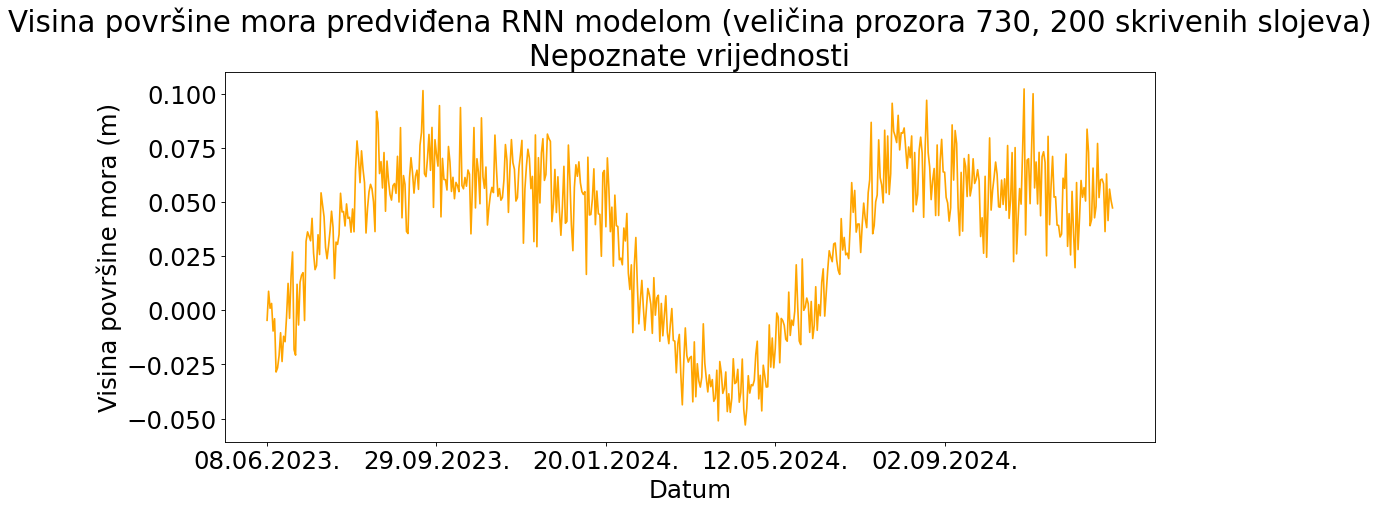 Visina površine mora predviđena RNN modelom (veličina prozora 730, 200 skrivenih slojeva)
Nepoznate vrijednosti
Visina površine mora (m)
0.100
0.075
0.050
0.025
0.000
−0.025
−0.050
08.06.2023. 29.09.2023. 20.01.2024. 12.05.2024. 02.09.2024.
Datum